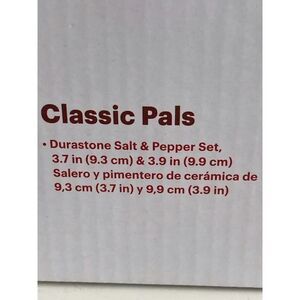 Classic Pals
• Durastone Salt & Pepper Set,
3.7 in (9.3 cm) & 3.9 in (9.9 cm)
Salero y pimentero de cerámica de
9,3 cm (3.7 in) y 9,9 cm (3.9 in)